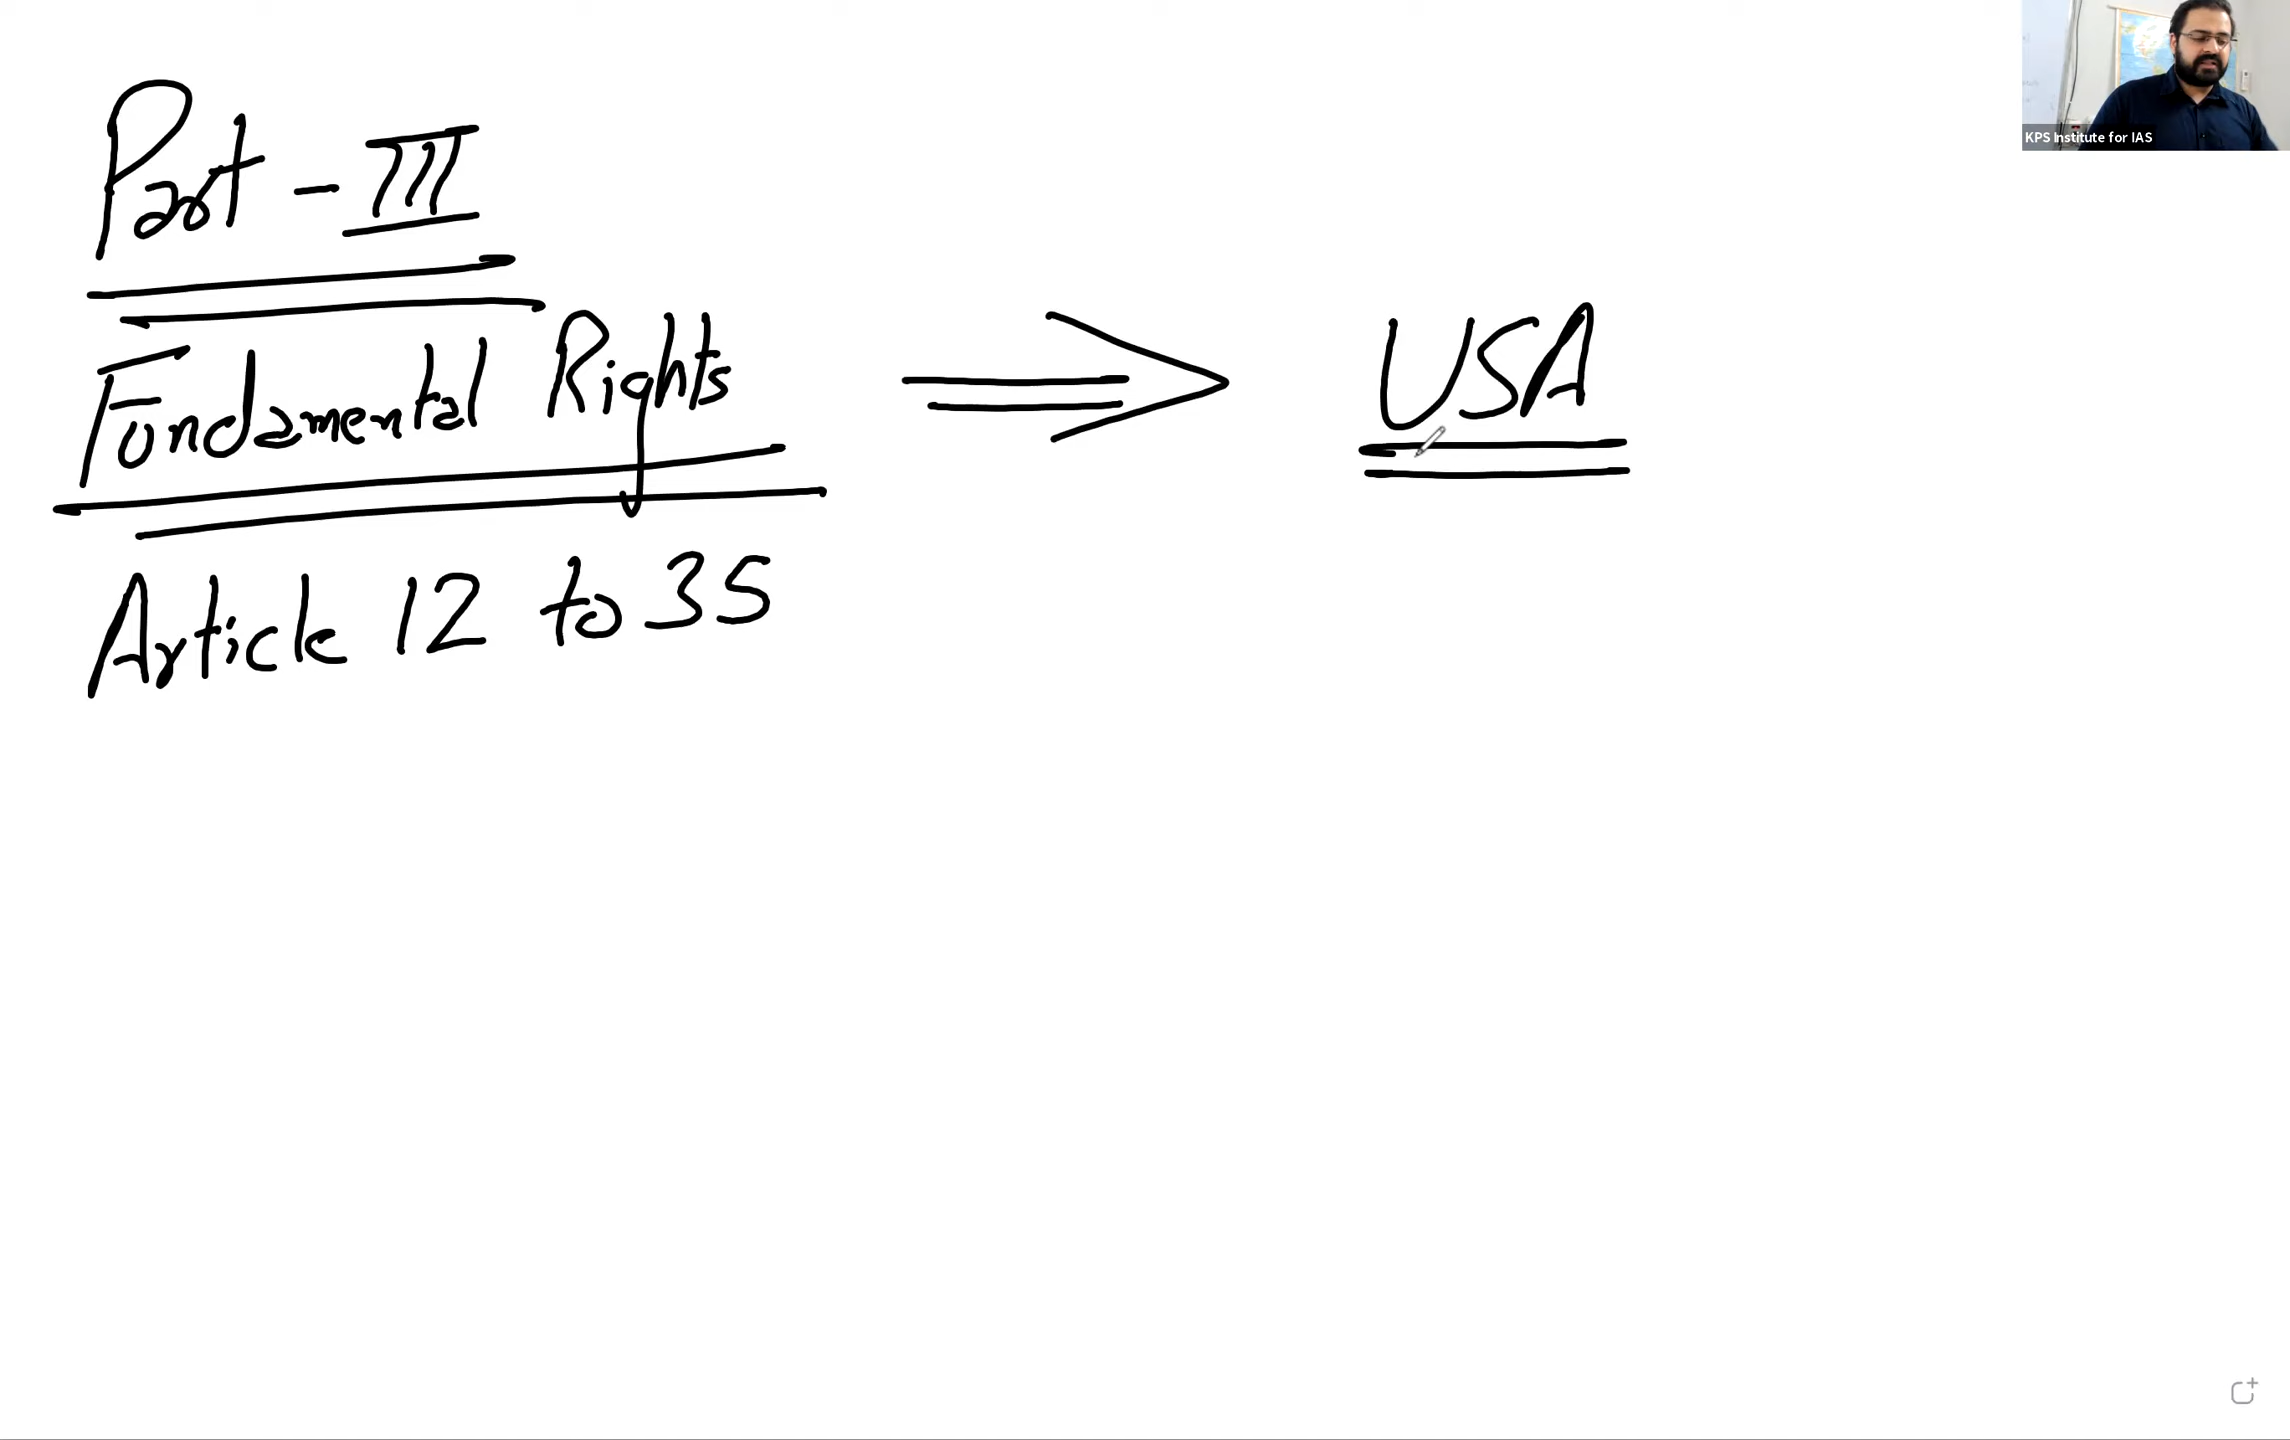 KPS Institute for IAS
Part - III
Fundamental Rights
USA
Article 12 to 35